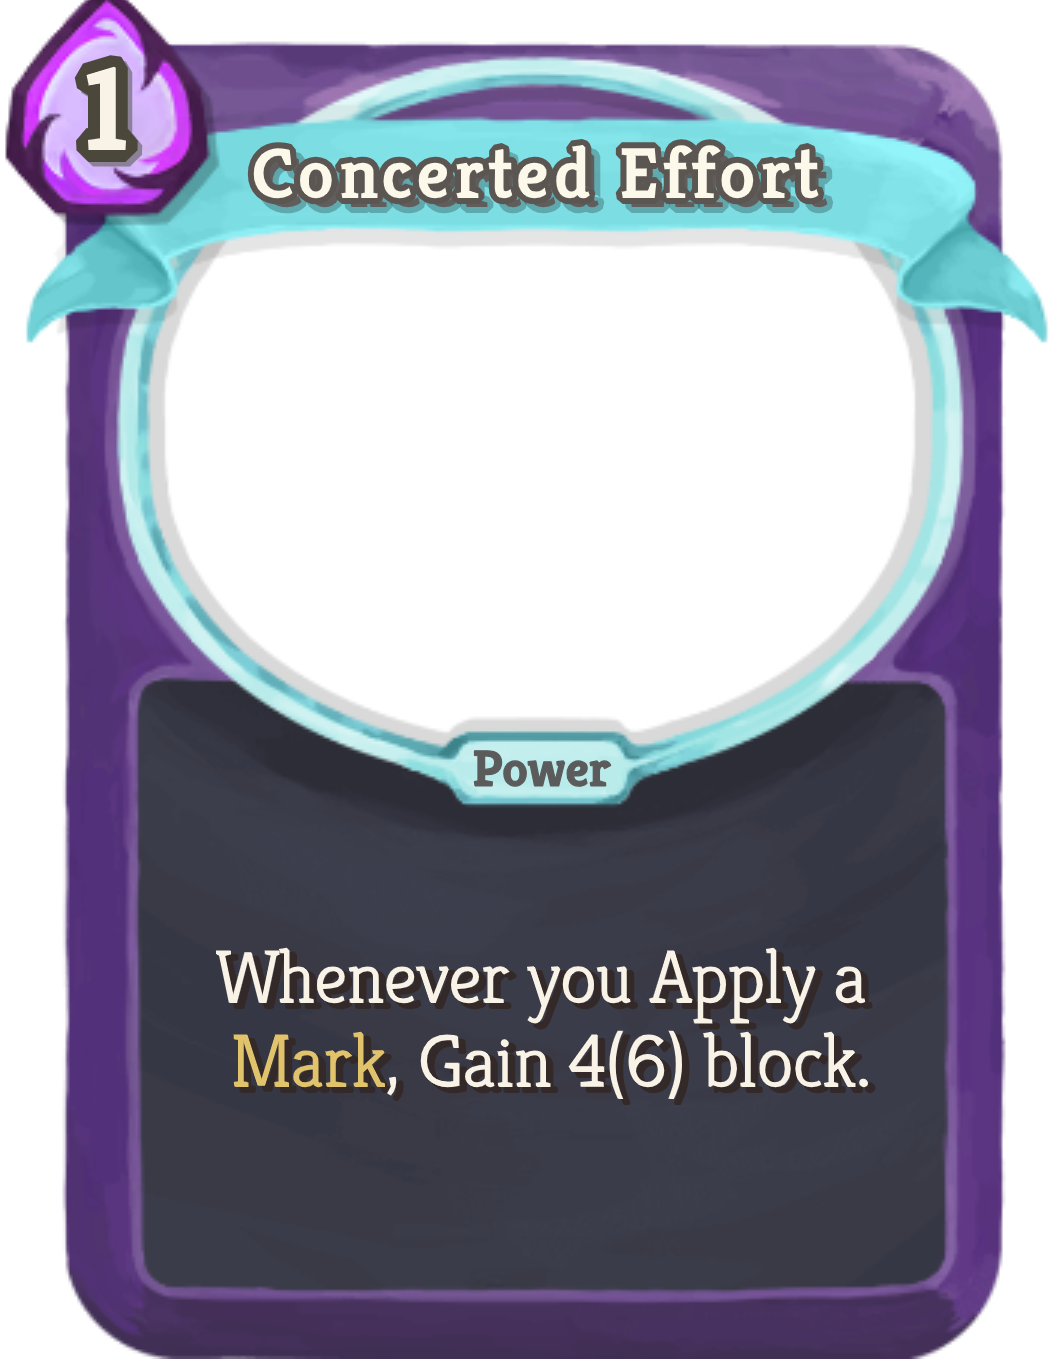 1
Concerted Effort
Power
Whenever you Apply a
Mark, Gain 4(6) block.